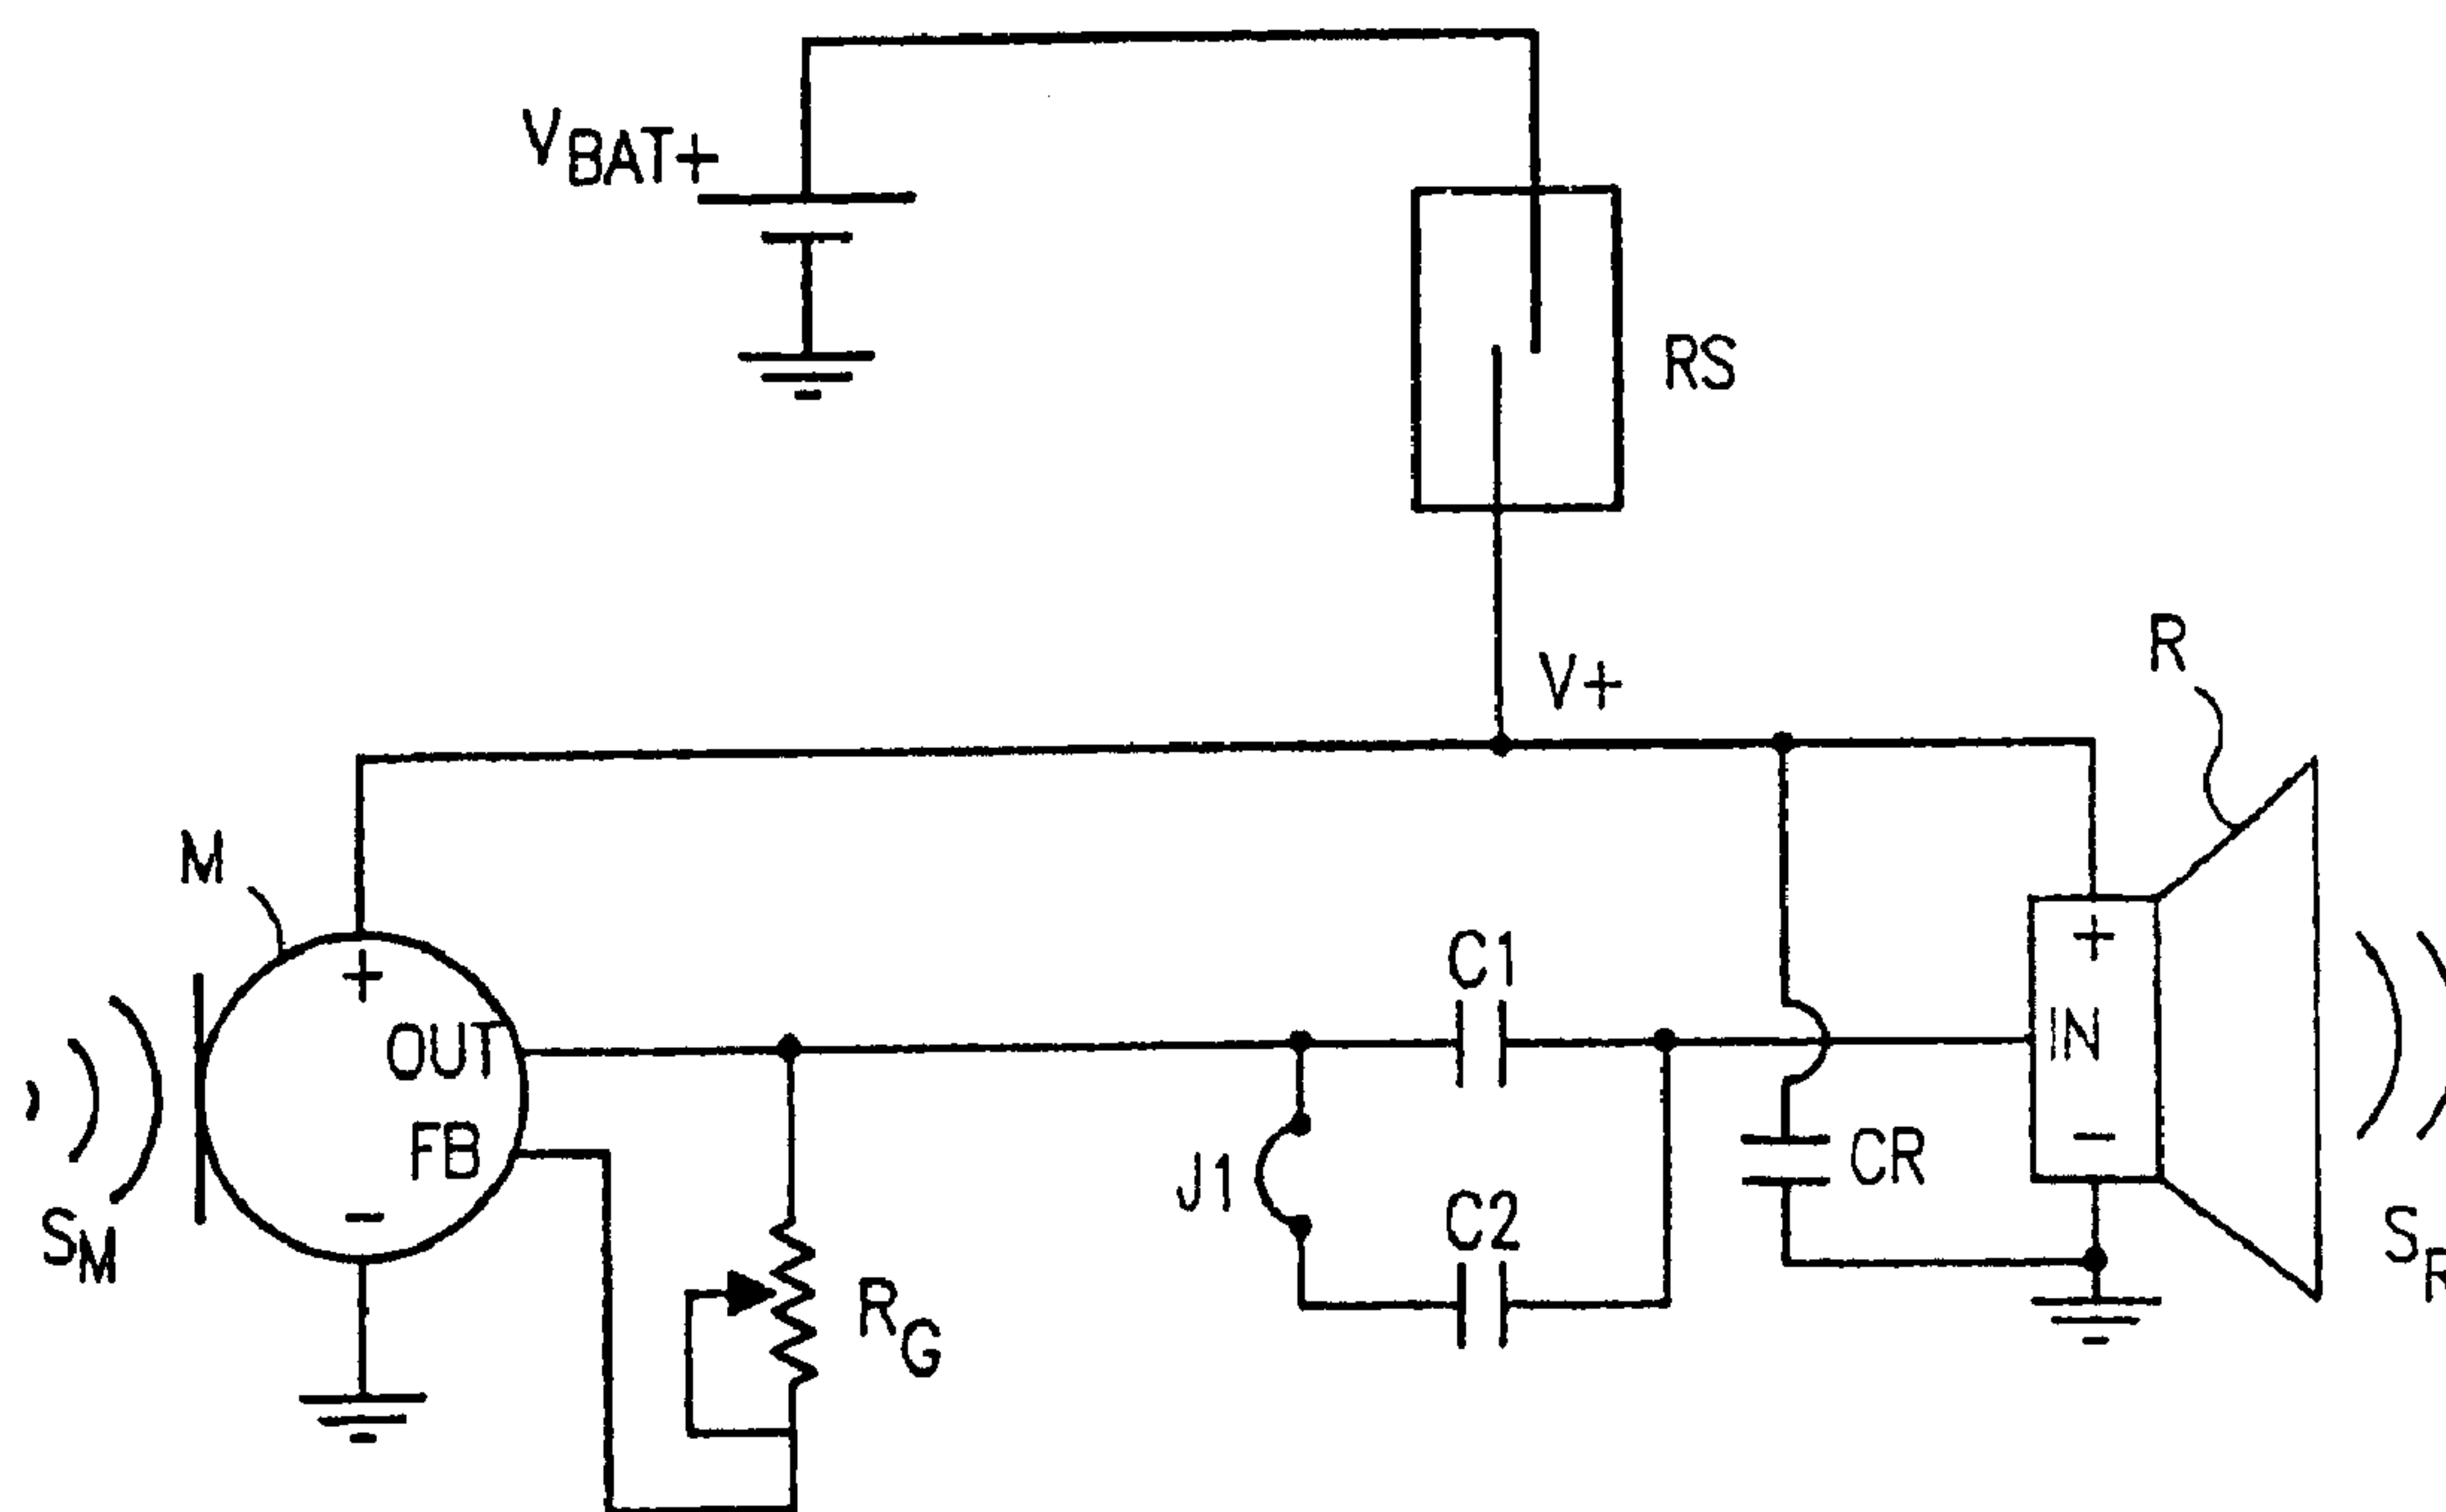 VBAT+
RS
V+
R
M
+
OUT
FB
-
SM
RG
C1
J1
C2
CR
+
IN
-
SR